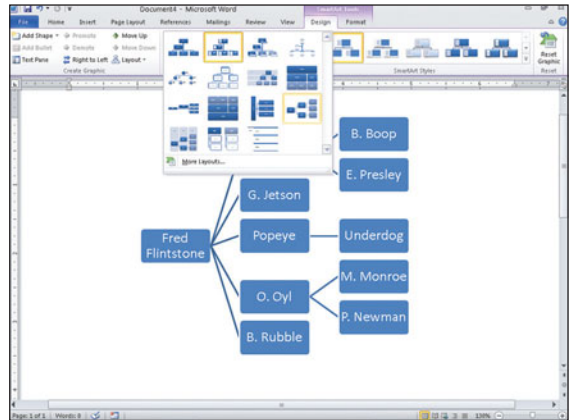 Document4 - Microsoft Word
SmartArt Tools
File Home Insert Page Layout References Mailings Review View Design Format
Add Shape Promote Move Up
Add Bullet Demote Move Down
Text Pane Right to Left Layout
Create Graphic
SmartArt Styles
Reset Graphic
Reset
More Layouts...
B. Boop
E. Presley
G. Jetson
Fred Flintstone
Popeye
Underdog
O. Oyl
M. Monroe
P. Newman
B. Rubble
Page: 1 of 1 Words: 0
130%